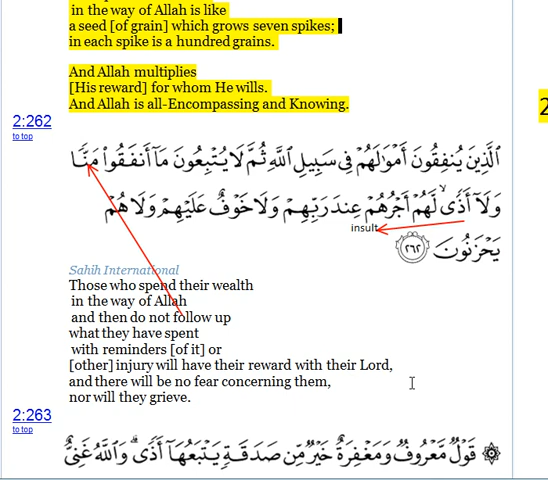 in the way of Allah is like
a seed [of grain] which grows seven spikes;
in each spike is a hundred grains.
And Allah multiplies
[His reward] for whom He wills.
And Allah is all-Encompassing and Knowing.
2:262
to top
الَّذِينَ يُنفِقُونَ أَمْوَالَهُمْ فِي سَبِيلِ اللَّهِ ثُمَّ لَا يُتْبِعُونَ مَا أَنفَقُوا مَنًّا
وَلَا أَذًى ۙ لَّهُمْ أَجْرُهُمْ عِندَ رَبِّهِمْ وَلَا خَوْفٌ عَلَيْهِمْ وَلَا هُمْ
insult
يَحْزَنُونَ ٢٦٢
Sahih International
Those who spend their wealth
in the way of Allah
and then do not follow up
what they have spent
with reminders [of it] or
[other] injury will have their reward with their Lord,
and there will be no fear concerning them,
nor will they grieve.
2:263
to top
۞ قَوْلٌ مَّعْرُوفٌ وَمَغْفِرَةٌ خَيْرٌ مِّن صَدَقَةٍ يَتْبَعُهَا أَذًى ۗ وَاللَّهُ غَنِيٌّ
2